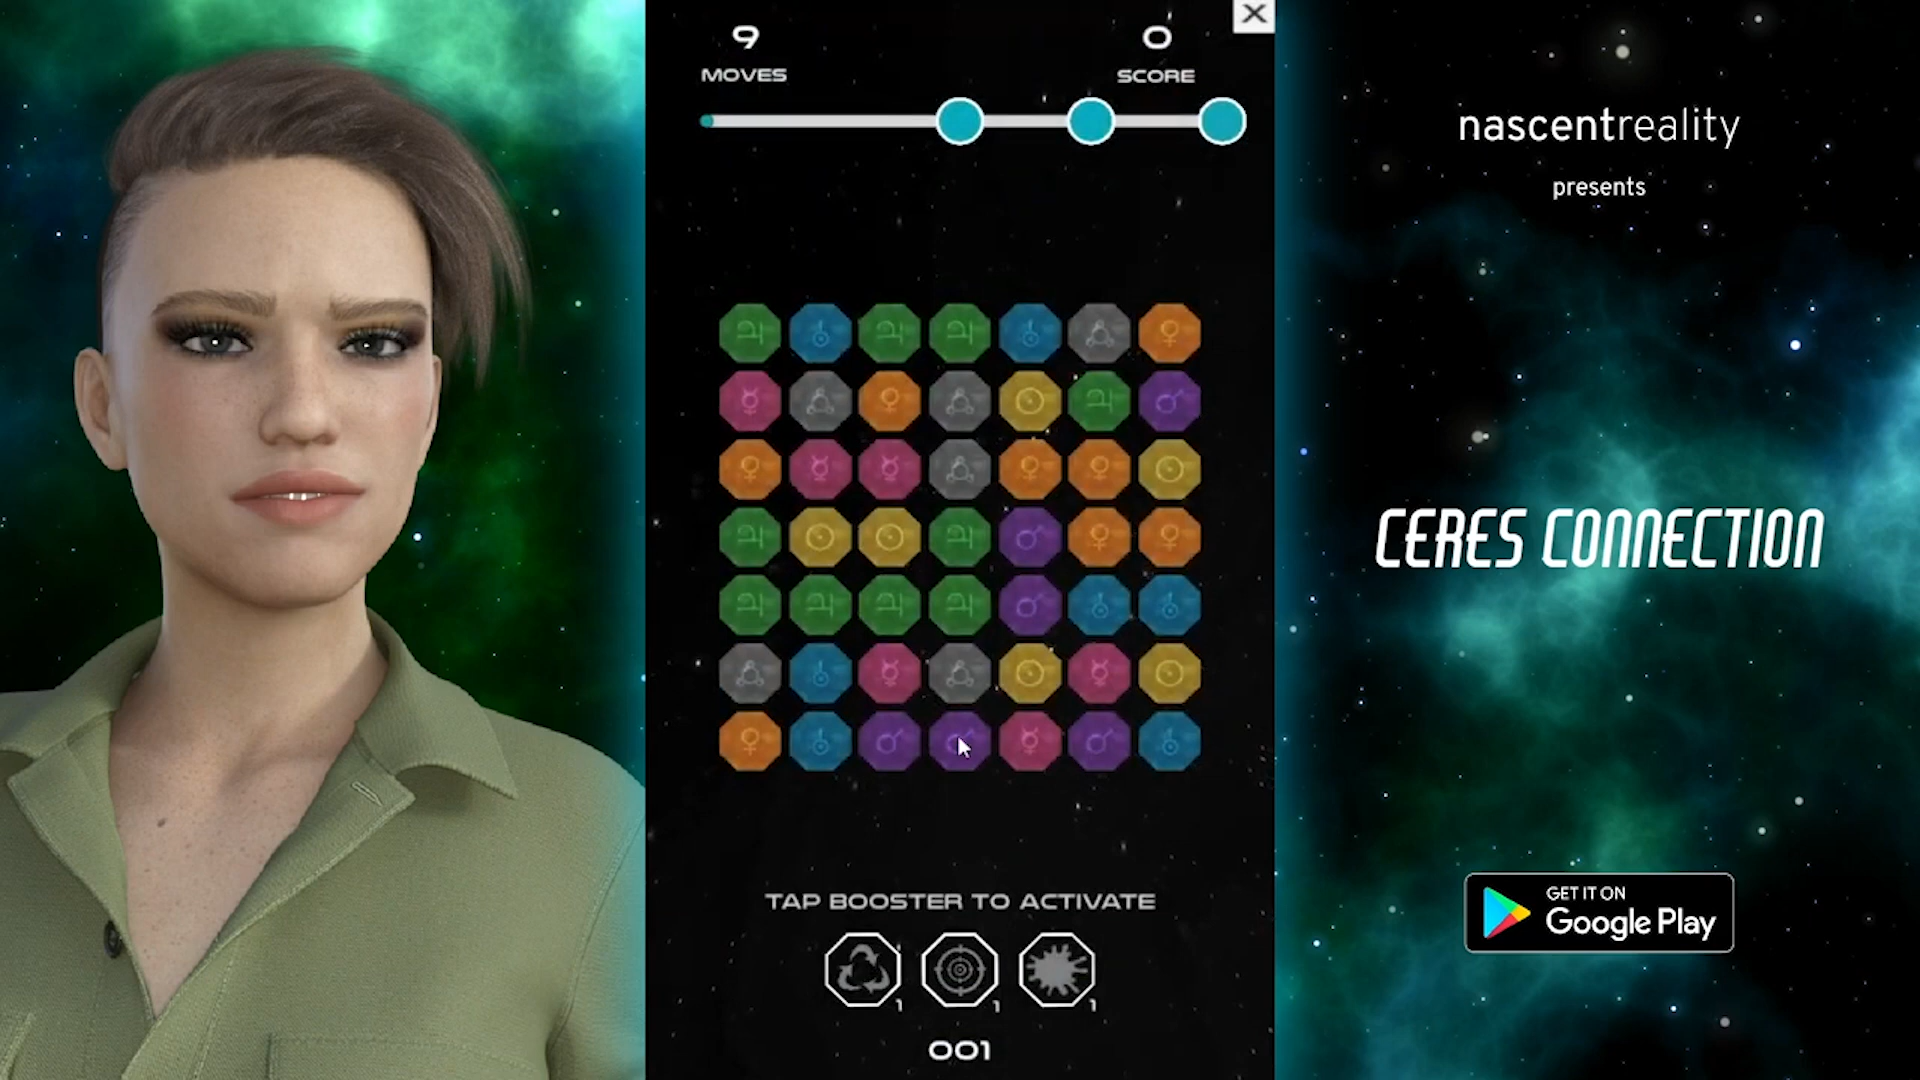 9
MOVES
0
SCORE
TAP BOOSTER TO ACTIVATE
1
1
1
001
nascentreality
presents
CERES CONNECTION
GET IT ON
Google Play